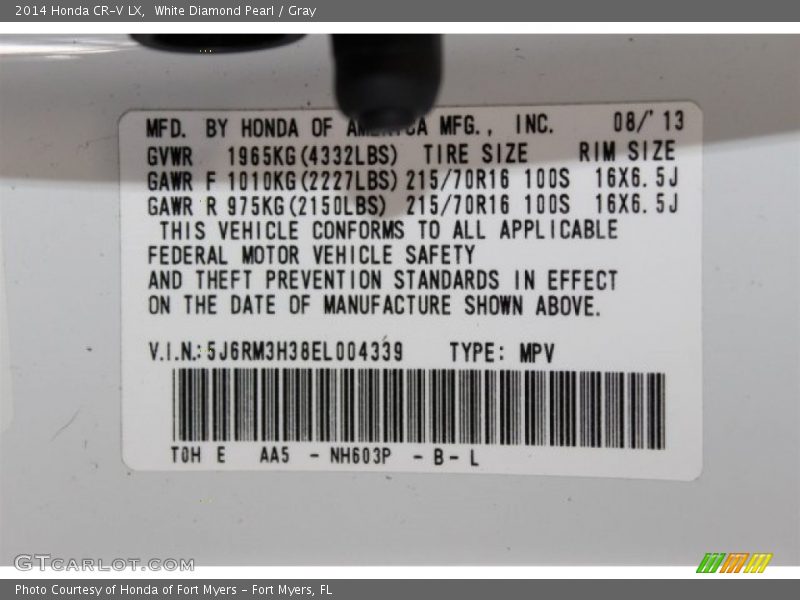 2014 Honda CR-V LX,  White Diamond Pearl / Gray
MFD. BY HONDA OF AMERICA MFG., INC. 08/'13
GVWR 1965KG(4332LBS) TIRE SIZE RIM SIZE
GAWR F 1010KG(2227LBS) 215/70R16 100S 16X6.5J
GAWR R 975KG(2150LBS) 215/70R16 100S 16X6.5J
THIS VEHICLE CONFORMS TO ALL APPLICABLE
FEDERAL MOTOR VEHICLE SAFETY
AND THEFT PREVENTION STANDARDS IN EFFECT
ON THE DATE OF MANUFACTURE SHOWN ABOVE.
V.I.N.: 5J6RM3H38EL004339 TYPE: MPV
T0H E AA5 - NH603P - B - L
GTCARLOT.COM
Photo Courtesy of Honda of Fort Myers - Fort Myers, FL